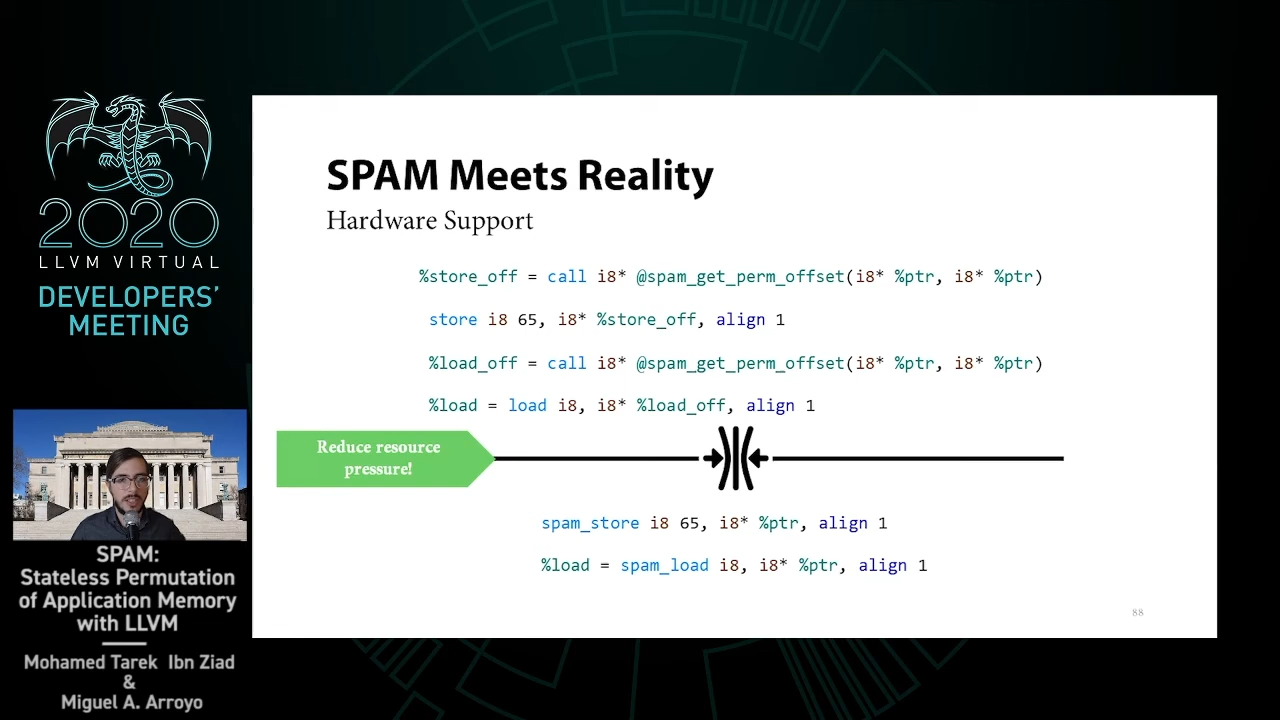 2020
LLVM VIRTUAL
DEVELOPERS'
MEETING
SPAM:
Stateless Permutation
of Application Memory
with LLVM
Mohamed Tarek Ibn Ziad
&
Miguel A. Arroyo
SPAM Meets Reality
Hardware Support
%store_off = call i8* @spam_get_perm_offset(i8* %ptr, i8* %ptr)
store i8 65, i8* %store_off, align 1
%load_off = call i8* @spam_get_perm_offset(i8* %ptr, i8* %ptr)
%load = load i8, i8* %load_off, align 1
Reduce resource
pressure!
spam_store i8 65, i8* %ptr, align 1
%load = spam_load i8, i8* %ptr, align 1
88